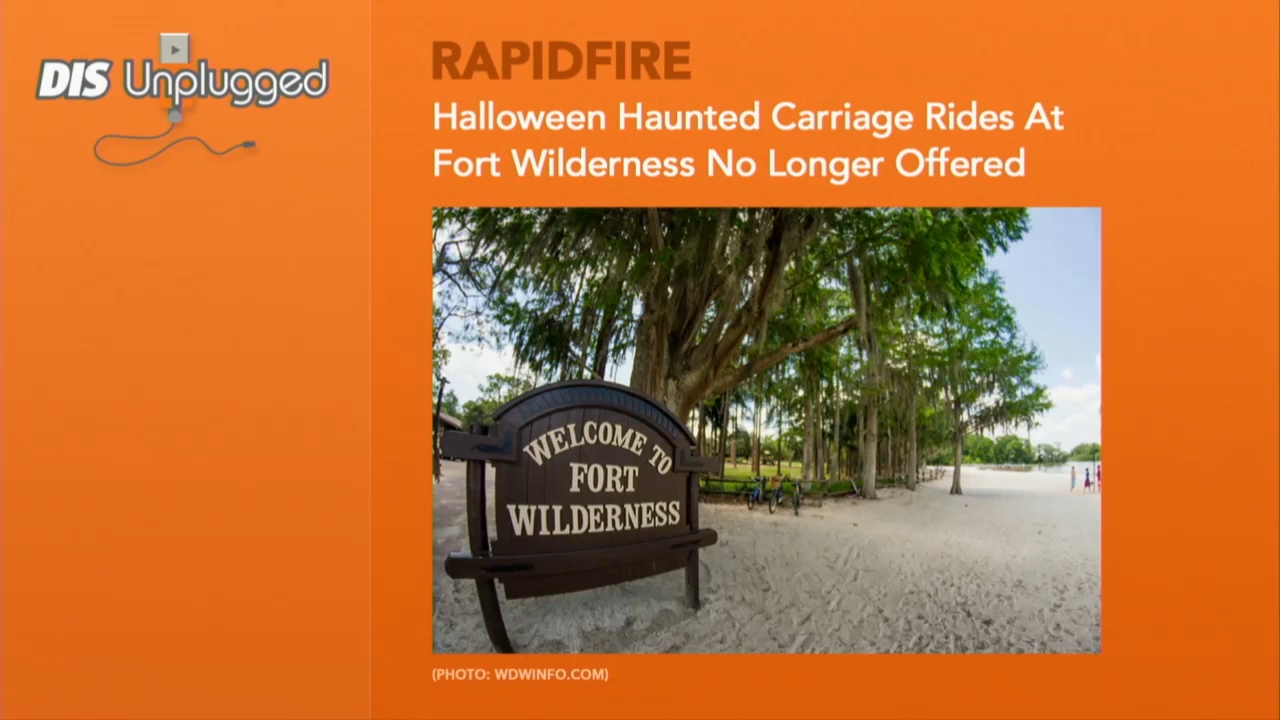 DIS Unplugged
RAPIDFIRE
Halloween Haunted Carriage Rides At
Fort Wilderness No Longer Offered
WELCOME TO
FORT
WILDERNESS
(PHOTO: WDWINFO.COM)